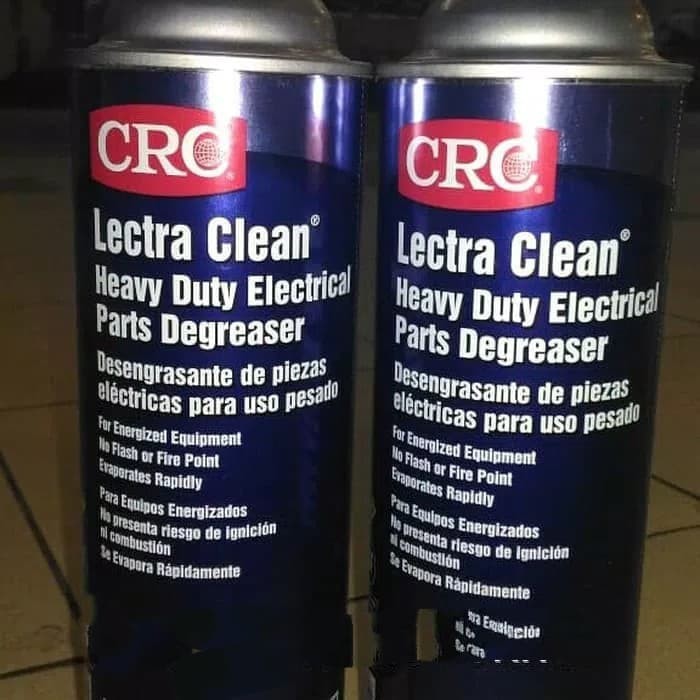 CRC
Lectra Clean®
Heavy Duty Electrical
Parts Degreaser
Desengrasante de piezas
eléctricas para uso pesado
For Energized Equipment
No Flash or Fire Point
Evaporates Rapidly
Para Equipos Energizados
No presenta riesgo de ignición
ni combustión
Se Evapora Rápidamente
CRC
Lectra Clean®
Heavy Duty Electrical
Parts Degreaser
Desengrasante de piezas
eléctricas para uso pesado
For Energized Equipment
No Flash or Fire Point
Evaporates Rapidly
Para Equipos Energizados
No presenta riesgo de ignición
ni combustión
Se Evapora Rápidamente